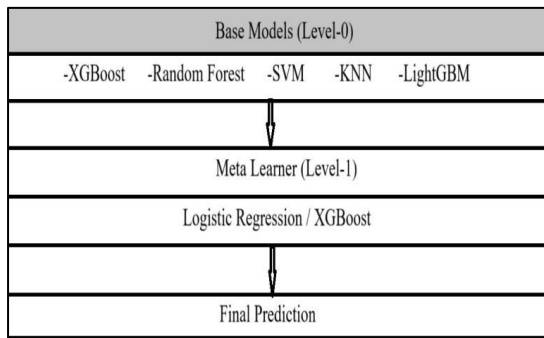 Base Models (Level-0)
-XGBoost -Random Forest -SVM -KNN -LightGBM
Meta Learner (Level-1)
Logistic Regression / XGBoost
Final Prediction